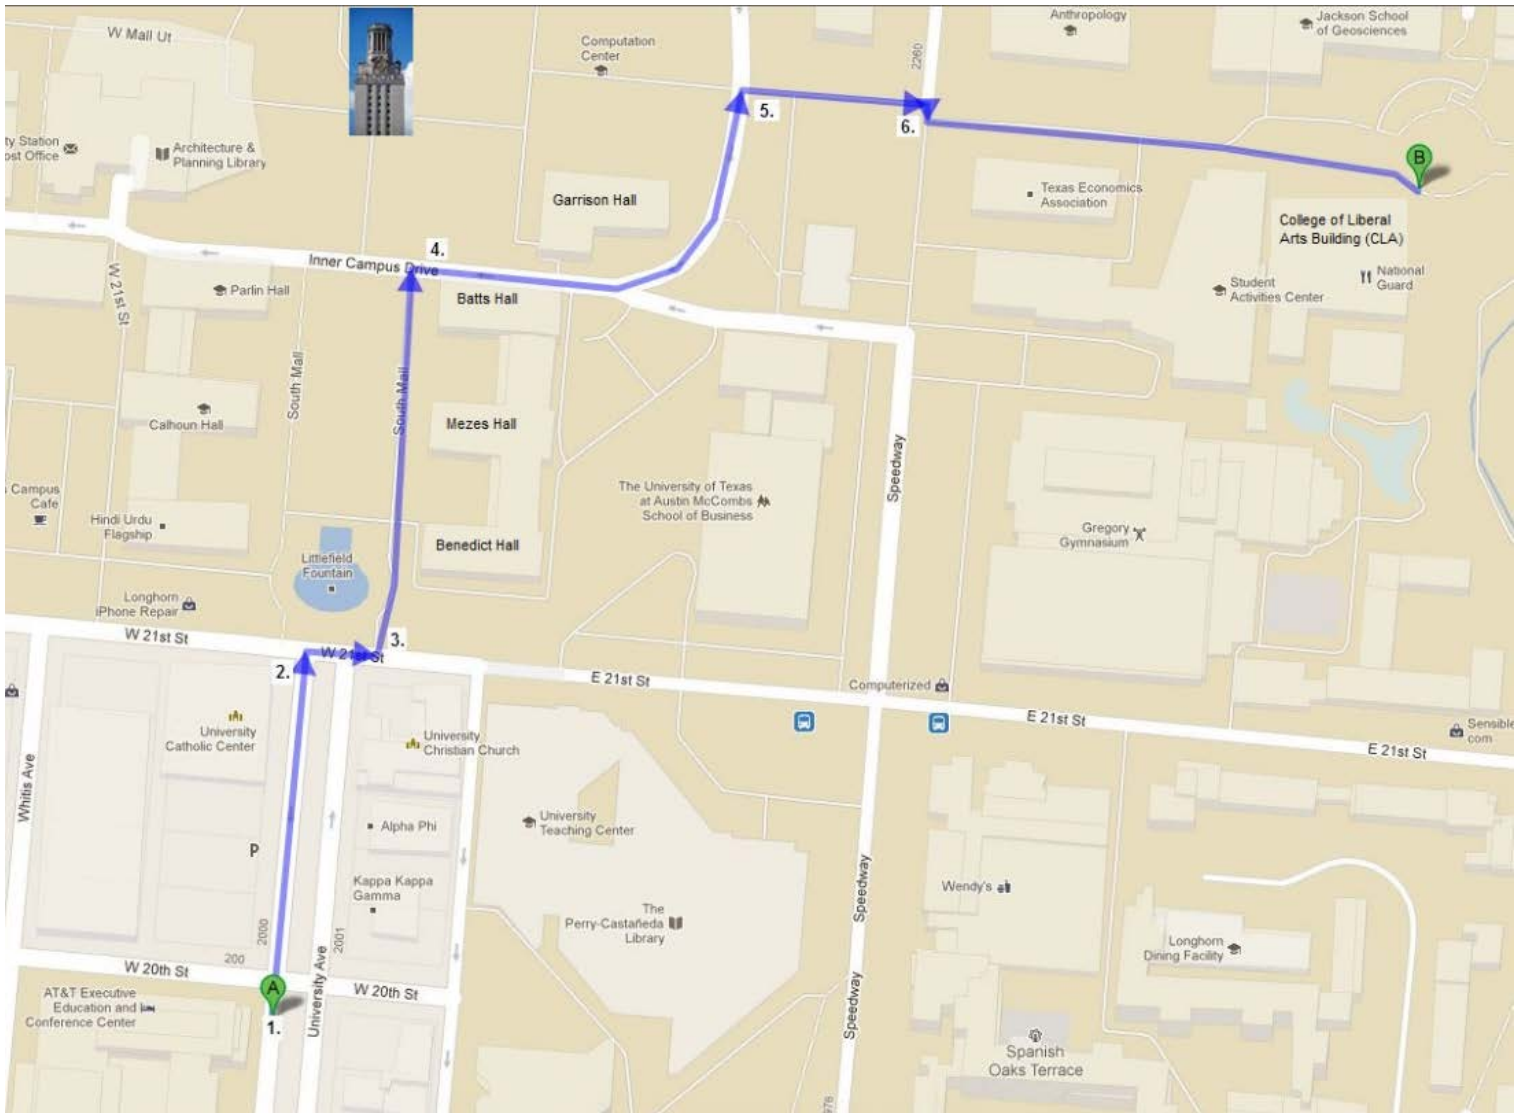 W Mall Ut
Computation
Center
2260
Anthropology
Jackson School
of Geosciences
5.
6.
ty Station
ost Office
Architecture &
Planning Library
Garrison Hall
Texas Economics
Association
B
College of Liberal
Arts Building (CLA)
National
Guard
Student
Activities Center
4.
Inner Campus Drive
W 21st St
Parlin Hall
Batts Hall
South Mall
South Mall
Calhoun Hall
Mezes Hall
Speedway
Campus
Cafe
Hindi Urdu
Flagship
The University of Texas
at Austin McCombs
School of Business
Gregory
Gymnasium
Benedict Hall
Littlefield
Fountain
Longhorn
iPhone Repair
W 21st St
3.
W 21st St
2.
E 21st St
Computerized
E 21st St
E 21st St
Sensible
com
University
Catholic Center
University
Christian Church
Whitis Ave
P
Alpha Phi
University
Teaching Center
Kappa Kappa
Gamma
The
Perry-Castañeda
Library
Speedway
Wendy's
Longhorn
Dining Facility
2000
2001
200
W 20th St
W 20th St
A
1.
AT&T Executive
Education and
Conference Center
University Ave
Speedway
Spanish
Oaks Terrace